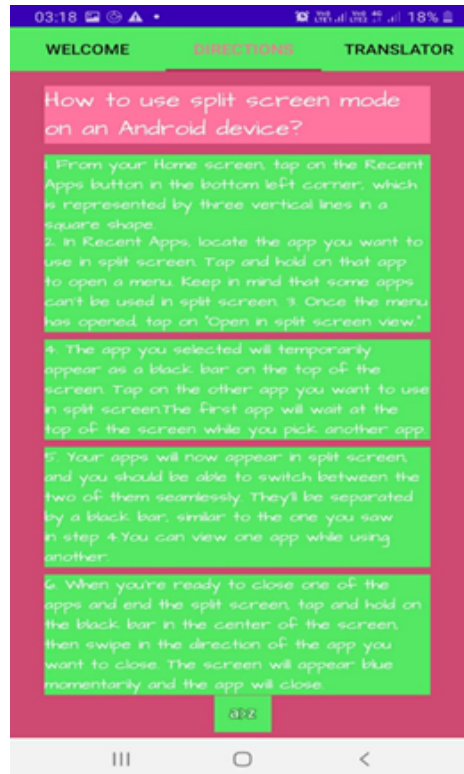 03:18
18%
WELCOME DIRECTIONS TRANSLATOR
How to use split screen mode
on an Android device?
1. From your Home screen, tap on the Recent
Apps button in the bottom left corner, which
is represented by three vertical lines in a
square shape.
2. In Recent Apps, locate the app you want to
use in split screen. Tap and hold on that app
to open a menu. Keep in mind that some apps
can't be used in split screen. 3. Once the menu
has opened, tap on "Open in split screen view."
4. The app you selected will temporarily
appear as a black bar on the top of the
screen. Tap on the other app you want to use
in split screen.The first app will wait at the
top of the screen while you pick another app.
5. Your apps will now appear in split screen,
and you should be able to switch between the
two of them seamlessly. They'll be separated
by a black bar, similar to the one you saw
in step 4.You can view one app while using
another.
6. When you're ready to close one of the
apps and end the split screen, tap and hold on
the black bar in the center of the screen,
then swipe in the direction of the app you
want to close. The screen will appear blue
momentarily and the app will close.